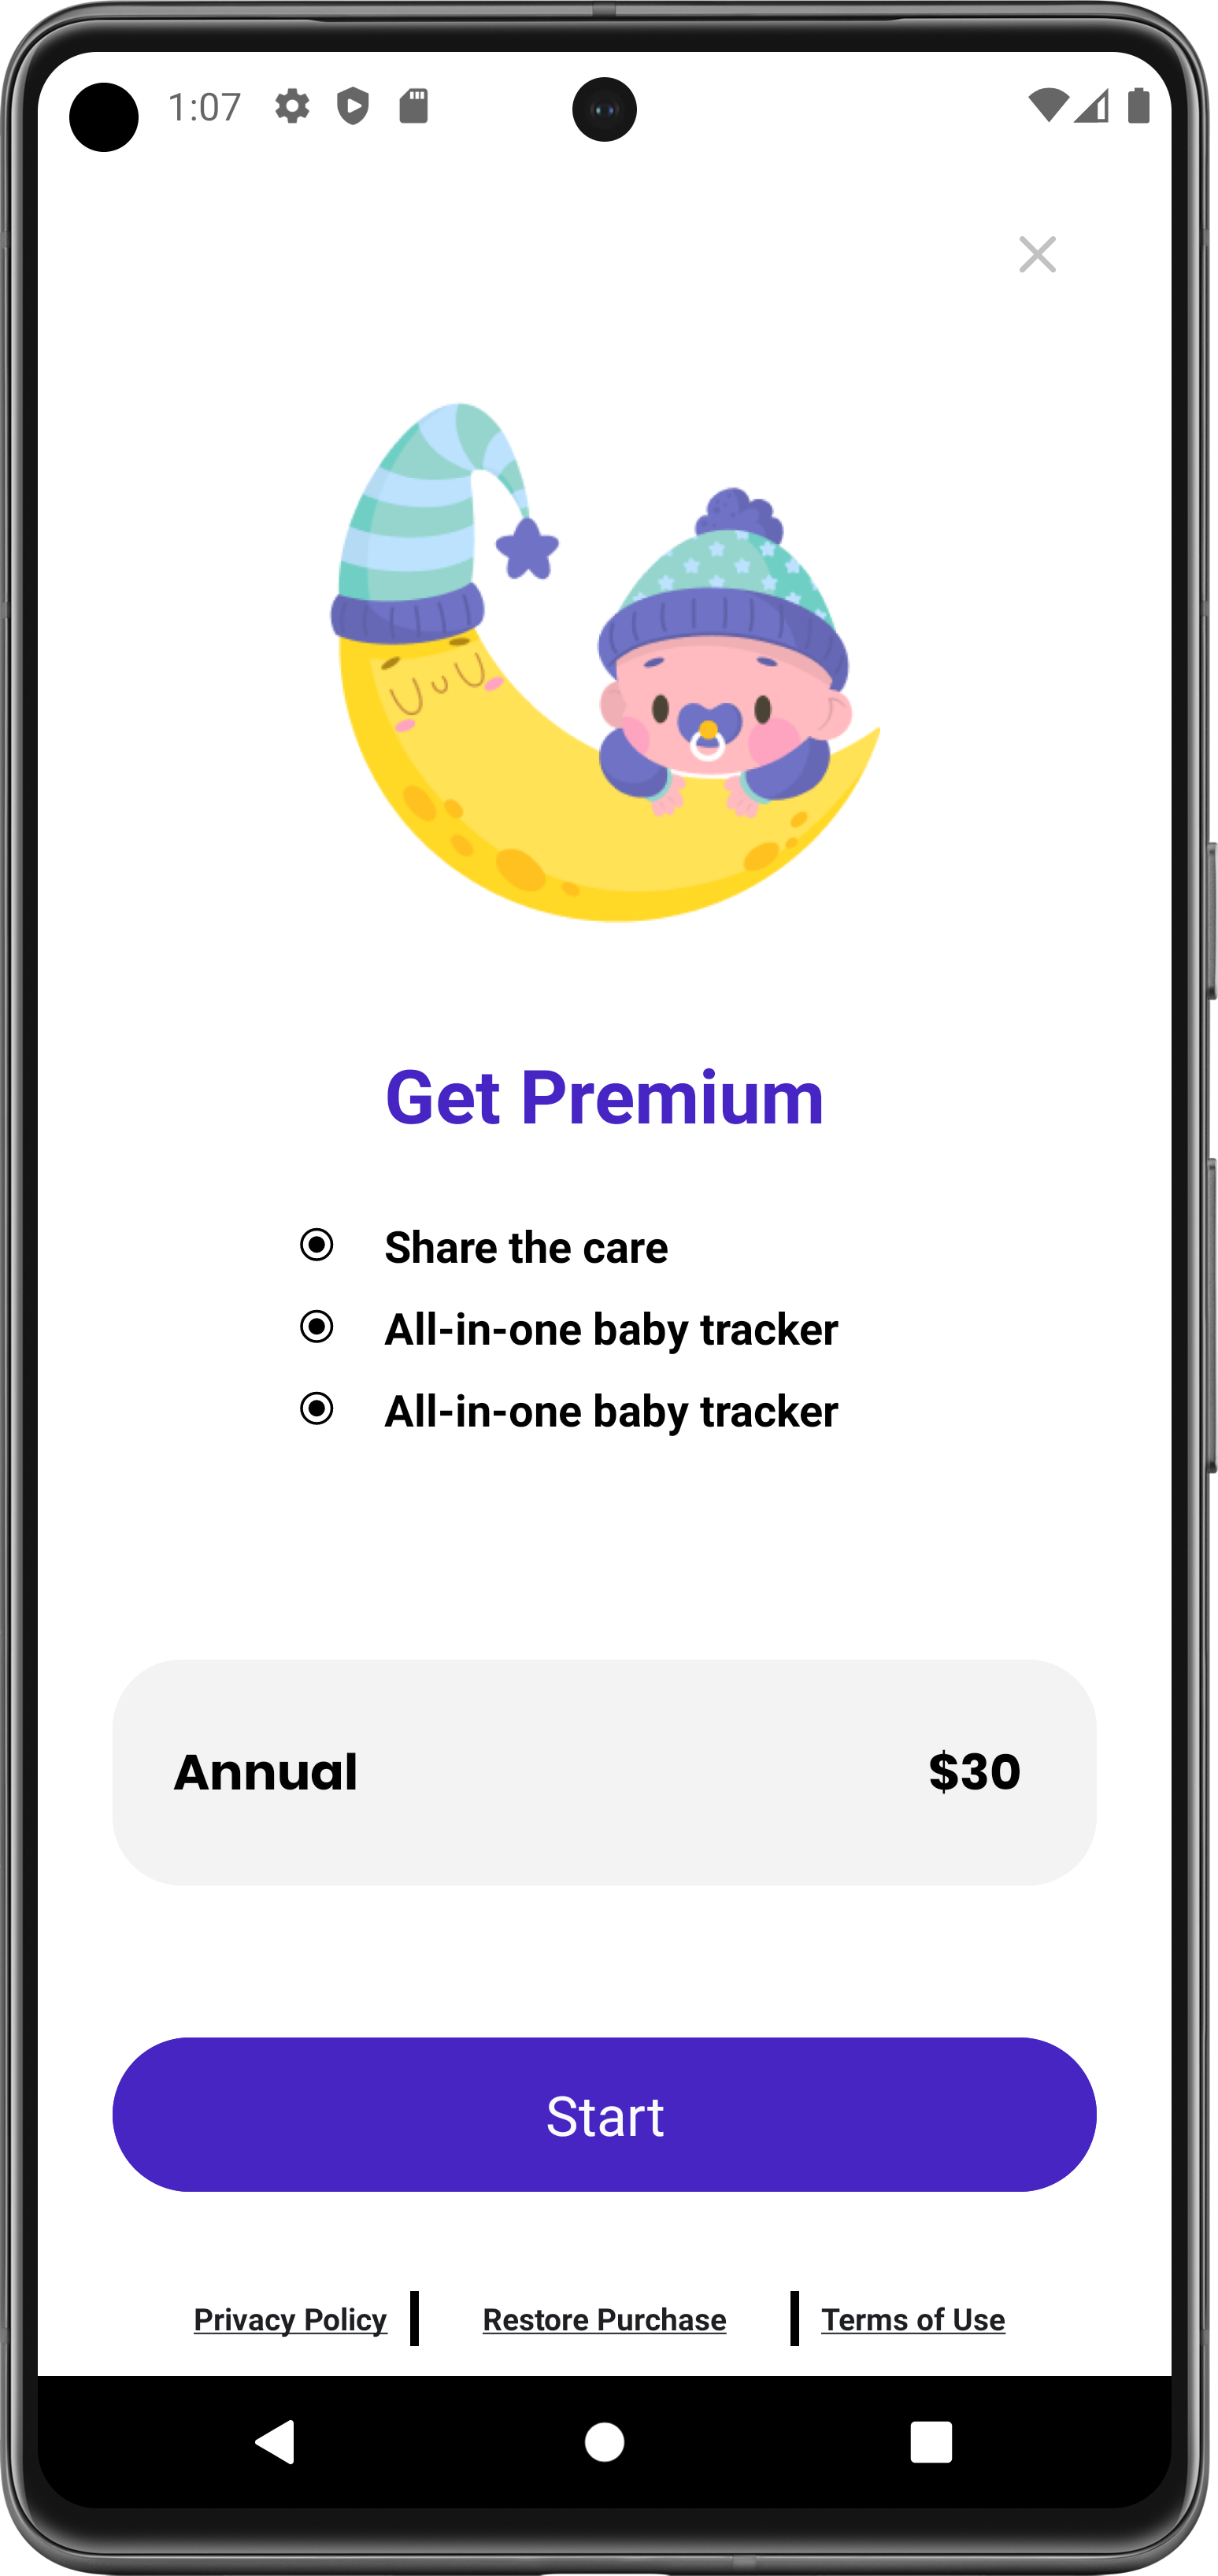 1:07
Get Premium
Share the care
All-in-one baby tracker
All-in-one baby tracker
Annual $30
Start
Privacy Policy Restore Purchase Terms of Use